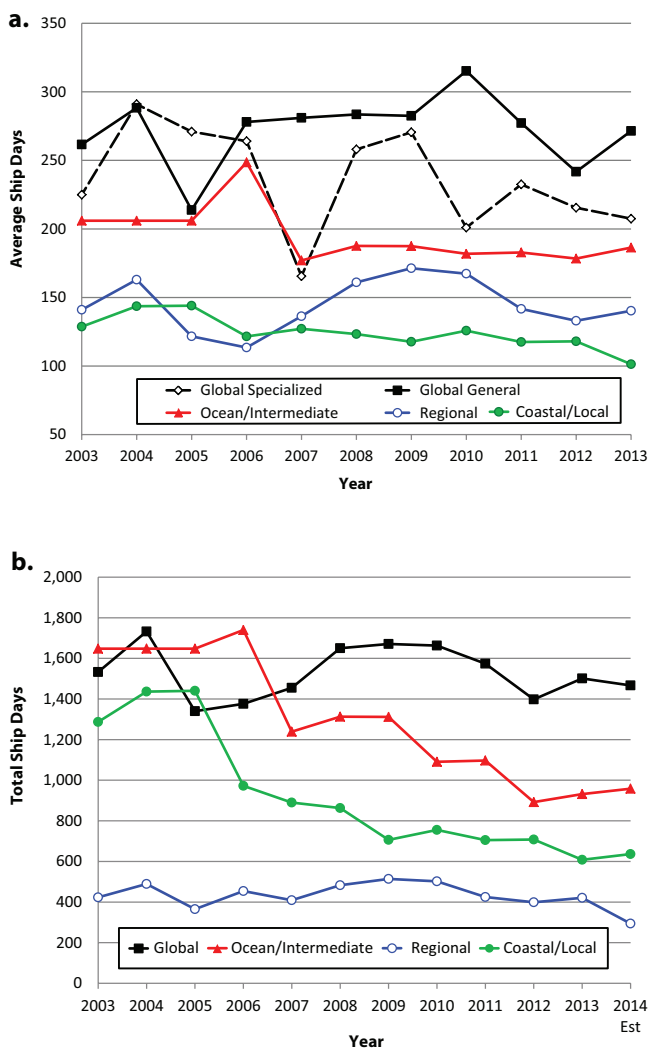 a.
350
300
250
200
150
100
50
Average Ship Days
Global Specialized Global General
Ocean/Intermediate Regional Coastal/Local
2003 2004 2005 2006 2007 2008 2009 2010 2011 2012 2013
Year
b.
2,000
1,800
1,600
1,400
1,200
1,000
800
600
400
200
0
Total Ship Days
Global Ocean/Intermediate Regional Coastal/Local
2003 2004 2005 2006 2007 2008 2009 2010 2011 2012 2013 2014
Est
Year